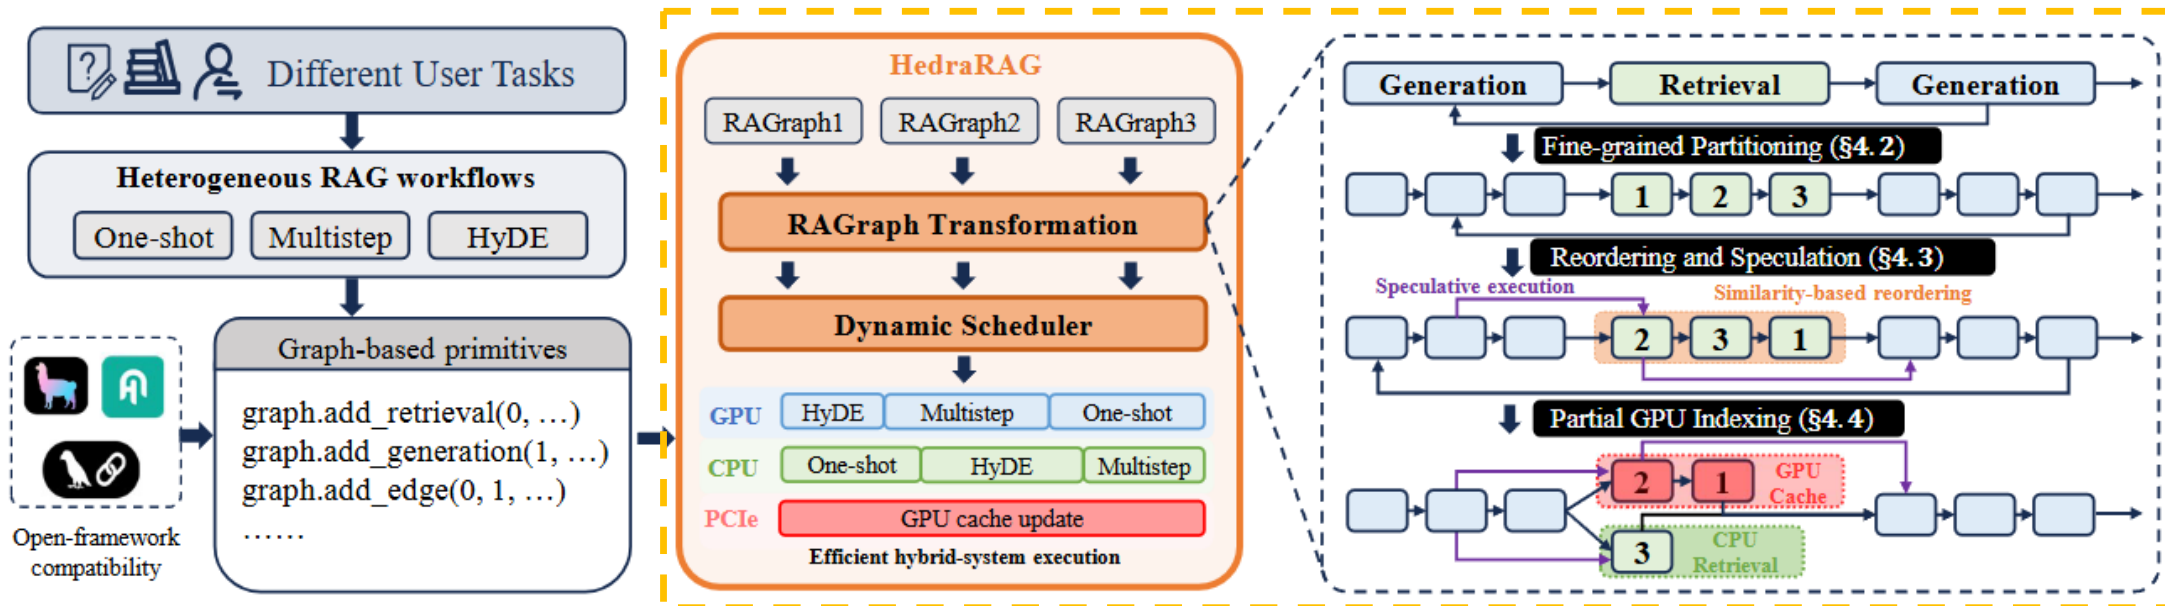 Different User Tasks
Heterogeneous RAG workflows
One-shot
Multistep
HyDE
Graph-based primitives
graph.add_retrieval(0, …)
graph.add_generation(1, …)
graph.add_edge(0, 1, …)
……
Open-framework
compatibility
HedraRAG
RAGraph1
RAGraph2
RAGraph3
RAGraph Transformation
Dynamic Scheduler
GPU
HyDE
Multistep
One-shot
CPU
One-shot
HyDE
Multistep
PCIe
GPU cache update
Efficient hybrid-system execution
Generation
Retrieval
Generation
Fine-grained Partitioning (§4.2)
1
2
3
Reordering and Speculation (§4.3)
Speculative execution
Similarity-based reordering
2
3
1
Partial GPU Indexing (§4.4)
2
1
GPU
Cache
3
CPU
Retrieval